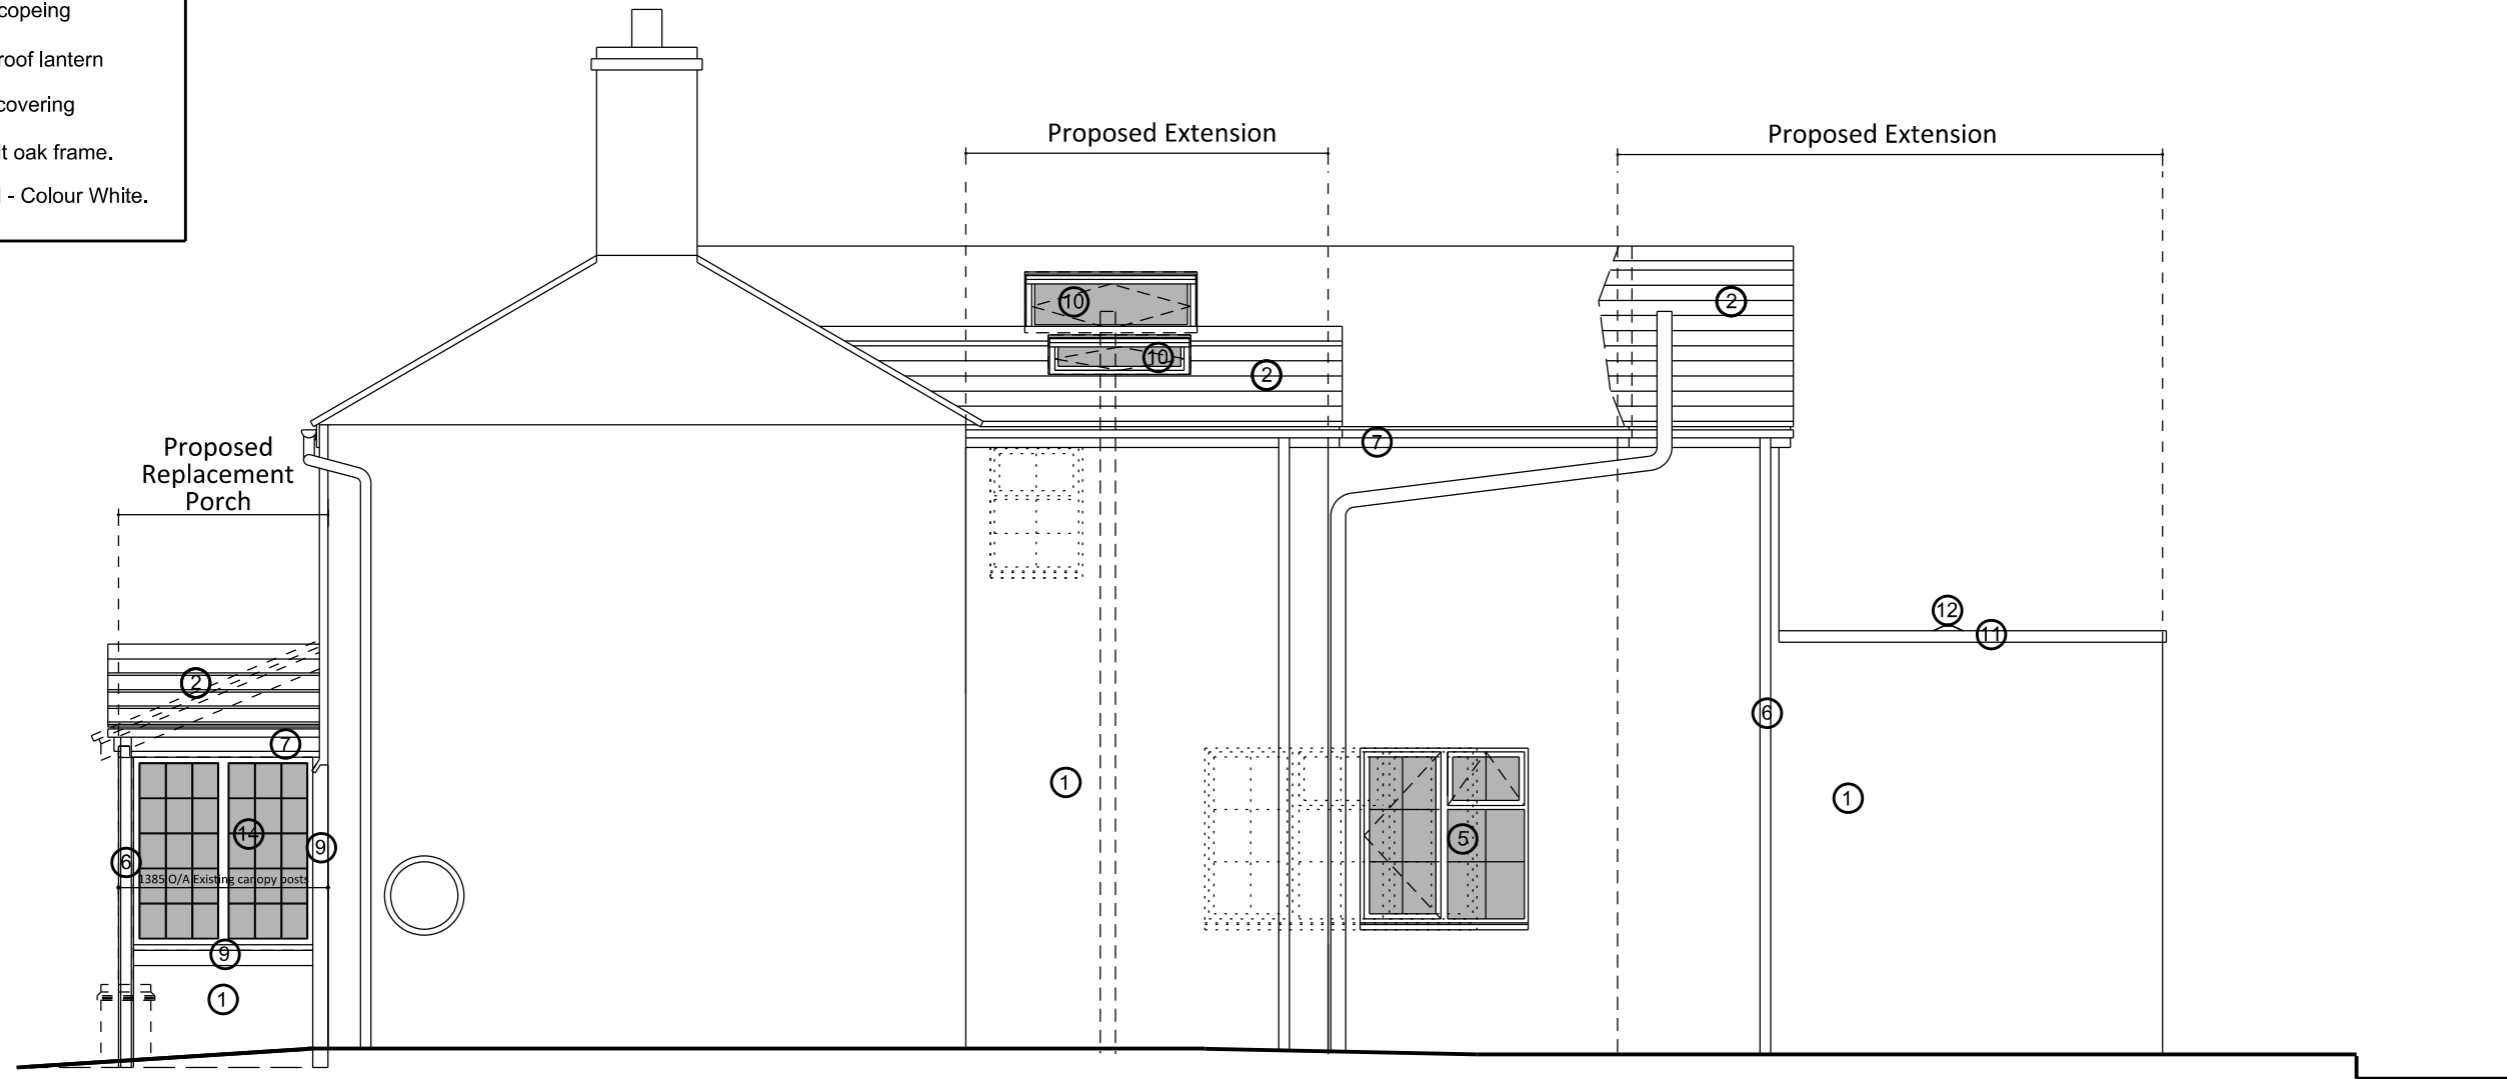 copeing
roof lantern
covering
it oak frame.
- Colour White.
Proposed Extension
Proposed Extension
10
2
10
2
7
Proposed
Replacement
Porch
12
11
2
6
7
1
1
14
5
9
6
1385 O/A Existing canopy posts
9
1